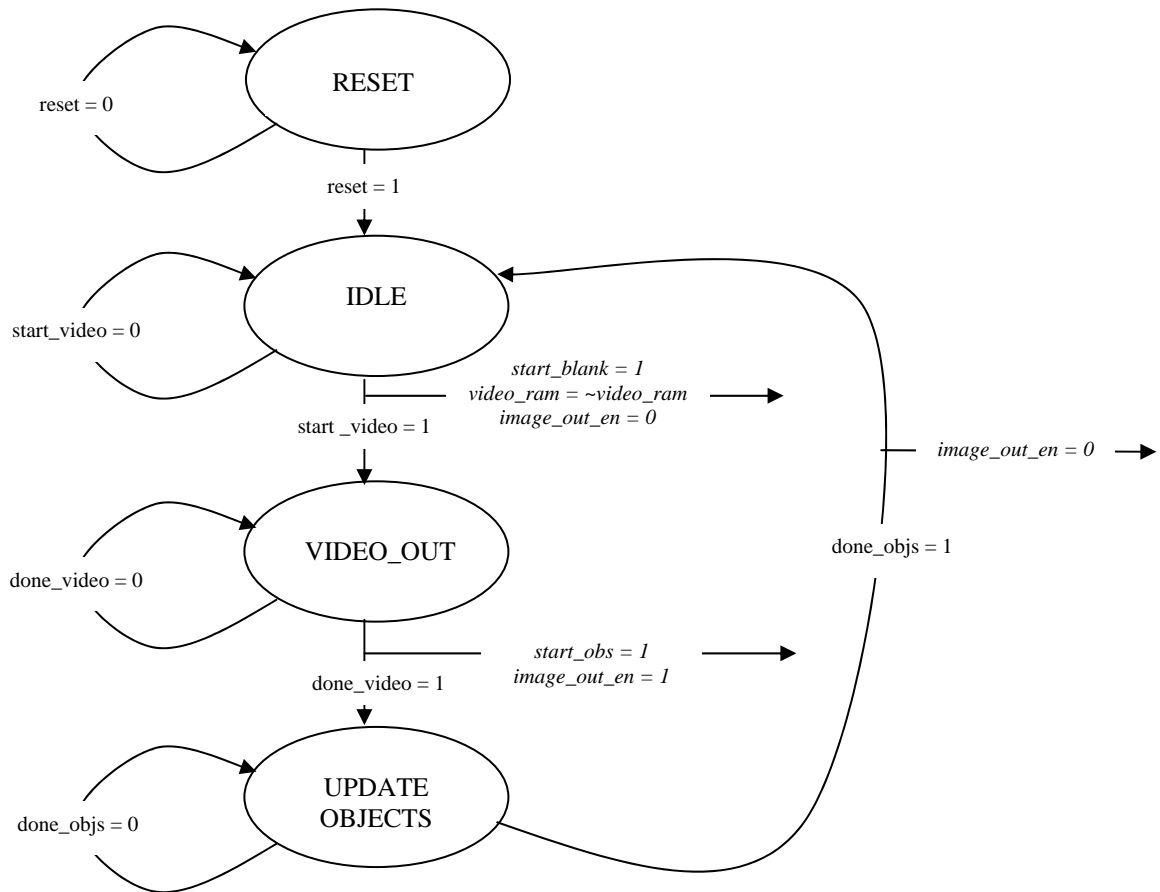 RESET
reset = 0
reset = 1
IDLE
start_video = 0
start_blank = 1
video_ram = ~video_ram
image_out_en = 0
start _video = 1
image_out_en = 0
VIDEO_OUT
done_objs = 1
done_video = 0
start_obs = 1
image_out_en = 1
done_video = 1
UPDATE
OBJECTS
done_objs = 0